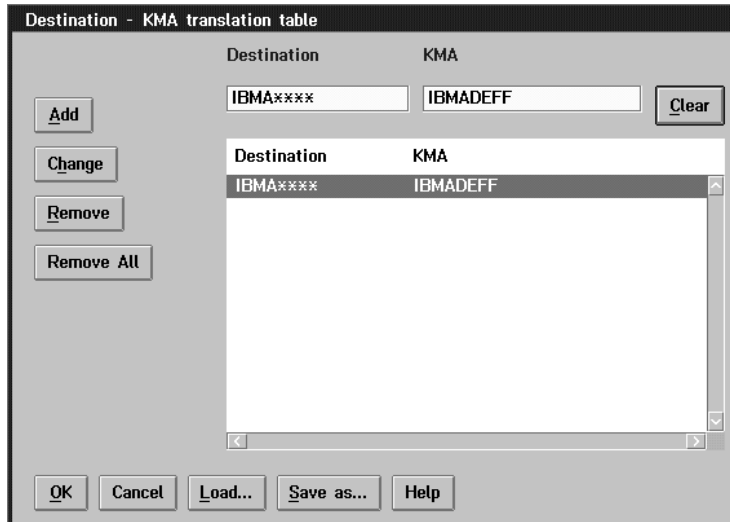 Destination - KMA translation table
Destination KMA
IBMA**** IBMADEFF
Clear
Add
Change
Remove
Remove All
Destination KMA
IBMA**** IBMADEFF
OK Cancel Load... Save as... Help